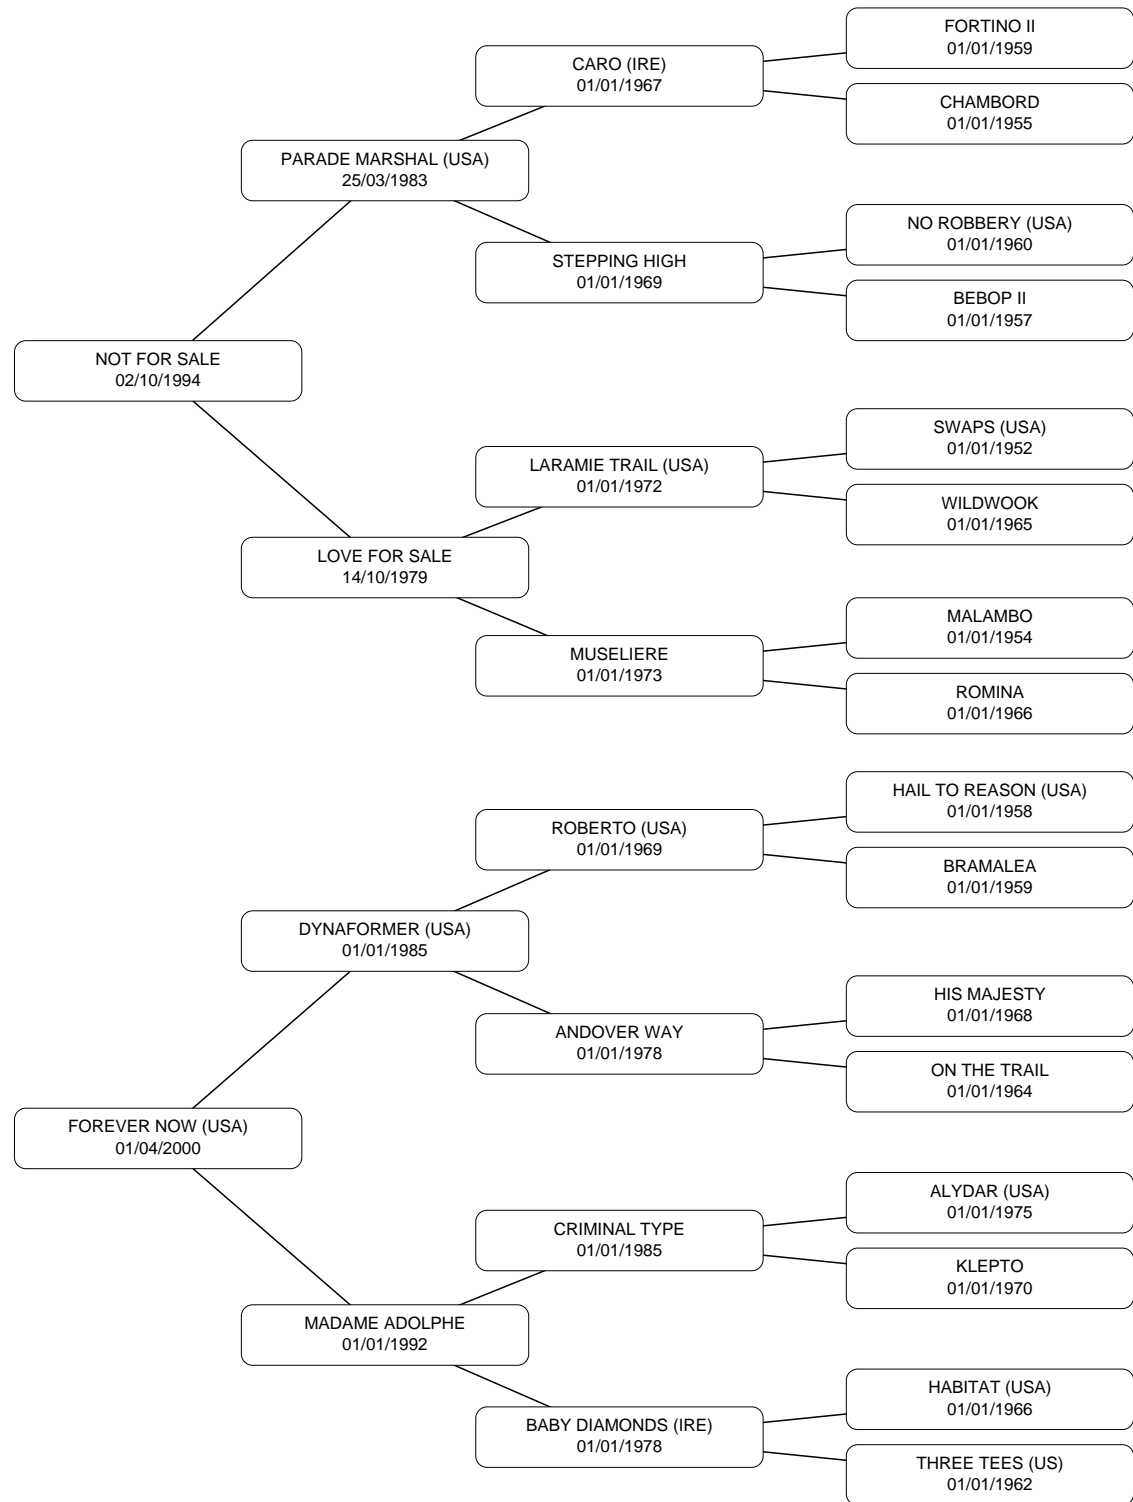 FORTINO II
01/01/1959
CARO (IRE)
01/01/1967
CHAMBORD
01/01/1955
PARADE MARSHAL (USA)
25/03/1983
NO ROBBERY (USA)
01/01/1960
STEPPING HIGH
01/01/1969
BEBOP II
01/01/1957
NOT FOR SALE
02/10/1994
SWAPS (USA)
01/01/1952
LARAMIE TRAIL (USA)
01/01/1972
WILDWOOK
01/01/1965
LOVE FOR SALE
14/10/1979
MALAMBO
01/01/1954
MUSELIERE
01/01/1973
ROMINA
01/01/1966
HAIL TO REASON (USA)
01/01/1958
ROBERTO (USA)
01/01/1969
BRAMALEA
01/01/1959
DYNAFORMER (USA)
01/01/1985
HIS MAJESTY
01/01/1968
ANDOVER WAY
01/01/1978
ON THE TRAIL
01/01/1964
FOREVER NOW (USA)
01/04/2000
ALYDAR (USA)
01/01/1975
CRIMINAL TYPE
01/01/1985
KLEPTO
01/01/1970
MADAME ADOLPHE
01/01/1992
HABITAT (USA)
01/01/1966
BABY DIAMONDS (IRE)
01/01/1978
THREE TEES (US)
01/01/1962